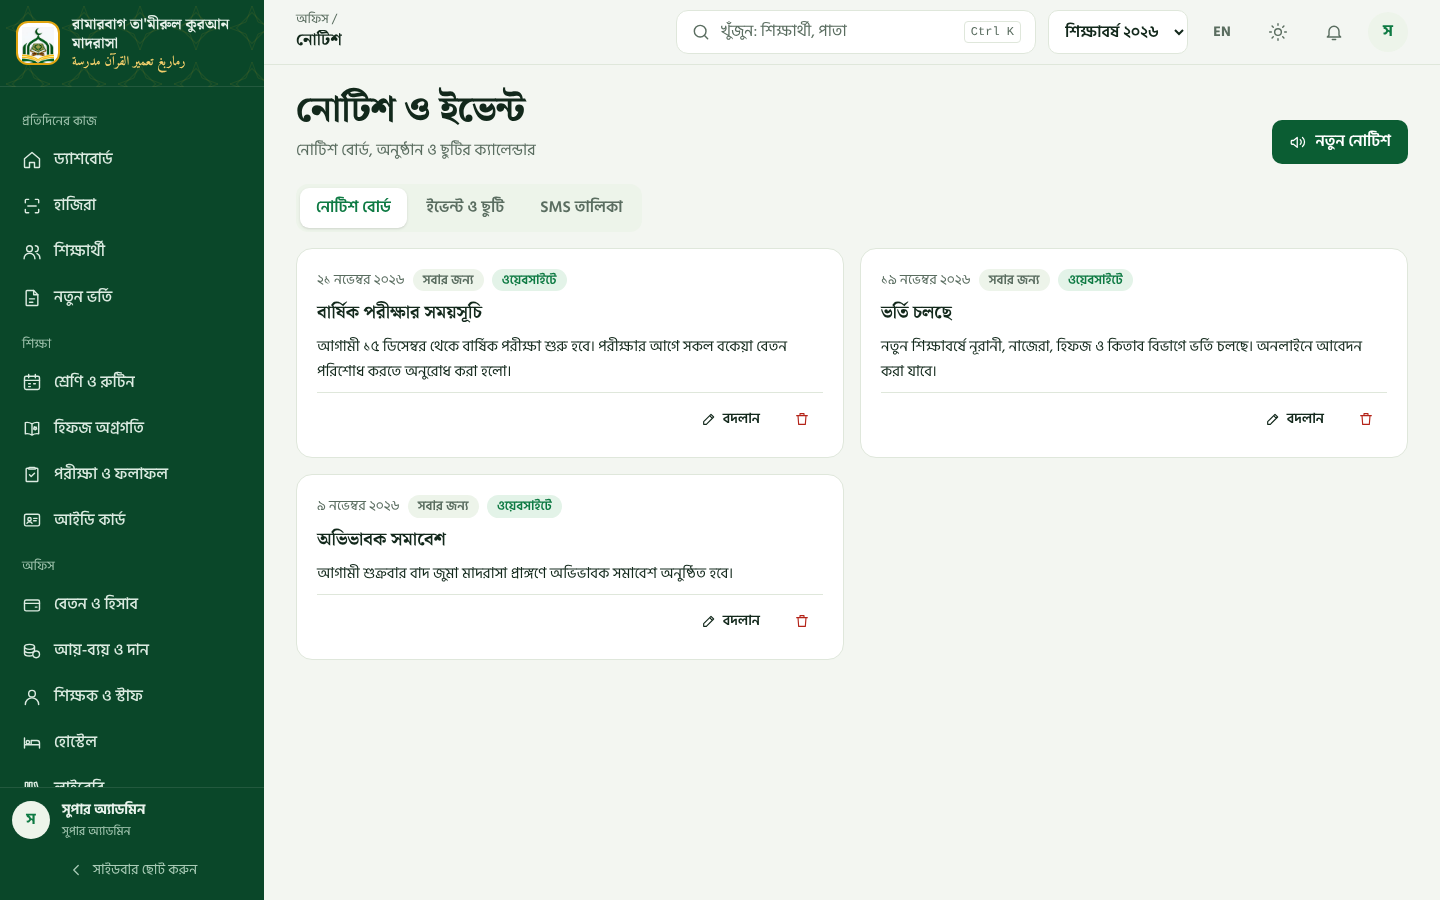 রামারবাগ তা'মীরুল কুরআন
মাদরাসা
رمارباغ تعمير القرآن مدرسة
প্রতিদিনের কাজ
ড্যাশবোর্ড
হাজিরা
শিক্ষার্থী
নতুন ভর্তি
শিক্ষা
শ্রেণি ও রুটিন
হিফজ অগ্রগতি
পরীক্ষা ও ফলাফল
আইডি কার্ড
অফিস
বেতন ও হিসাব
আয়-ব্যয় ও দান
শিক্ষক ও স্টাফ
হোস্টেল
স
সুপার অ্যাডমিন
সুপার অ্যাডমিন
সাইডবার ছোট করুন
অফিস /
নোটিশ
খুঁজুন: শিক্ষার্থী, পাতা
Ctrl K
শিক্ষাবর্ষ ২০২৬
EN
স
নোটিশ ও ইভেন্ট
নোটিশ বোর্ড, অনুষ্ঠান ও ছুটির ক্যালেন্ডার
নতুন নোটিশ
নোটিশ বোর্ড
ইভেন্ট ও ছুটি
SMS তালিকা
২১ নভেম্বর ২০২৬ সবার জন্য ওয়েবসাইটে
বার্ষিক পরীক্ষার সময়সূচি
আগামী ১৫ ডিসেম্বর থেকে বার্ষিক পরীক্ষা শুরু হবে। পরীক্ষার আগে সকল বকেয়া বেতন
পরিশোধ করতে অনুরোধ করা হলো।
বদলান
১৯ নভেম্বর ২০২৬ সবার জন্য ওয়েবসাইটে
ভর্তি চলছে
নতুন শিক্ষাবর্ষে নূরানী, নাজেরা, হিফজ ও কিতাব বিভাগে ভর্তি চলছে। অনলাইনে আবেদন
করা যাবে।
বদলান
৯ নভেম্বর ২০২৬ সবার জন্য ওয়েবসাইটে
অভিভাবক সমাবেশ
আগামী শুক্রবার বাদ জুমা মাদরাসা প্রাঙ্গণে অভিভাবক সমাবেশ অনুষ্ঠিত হবে।
বদলান